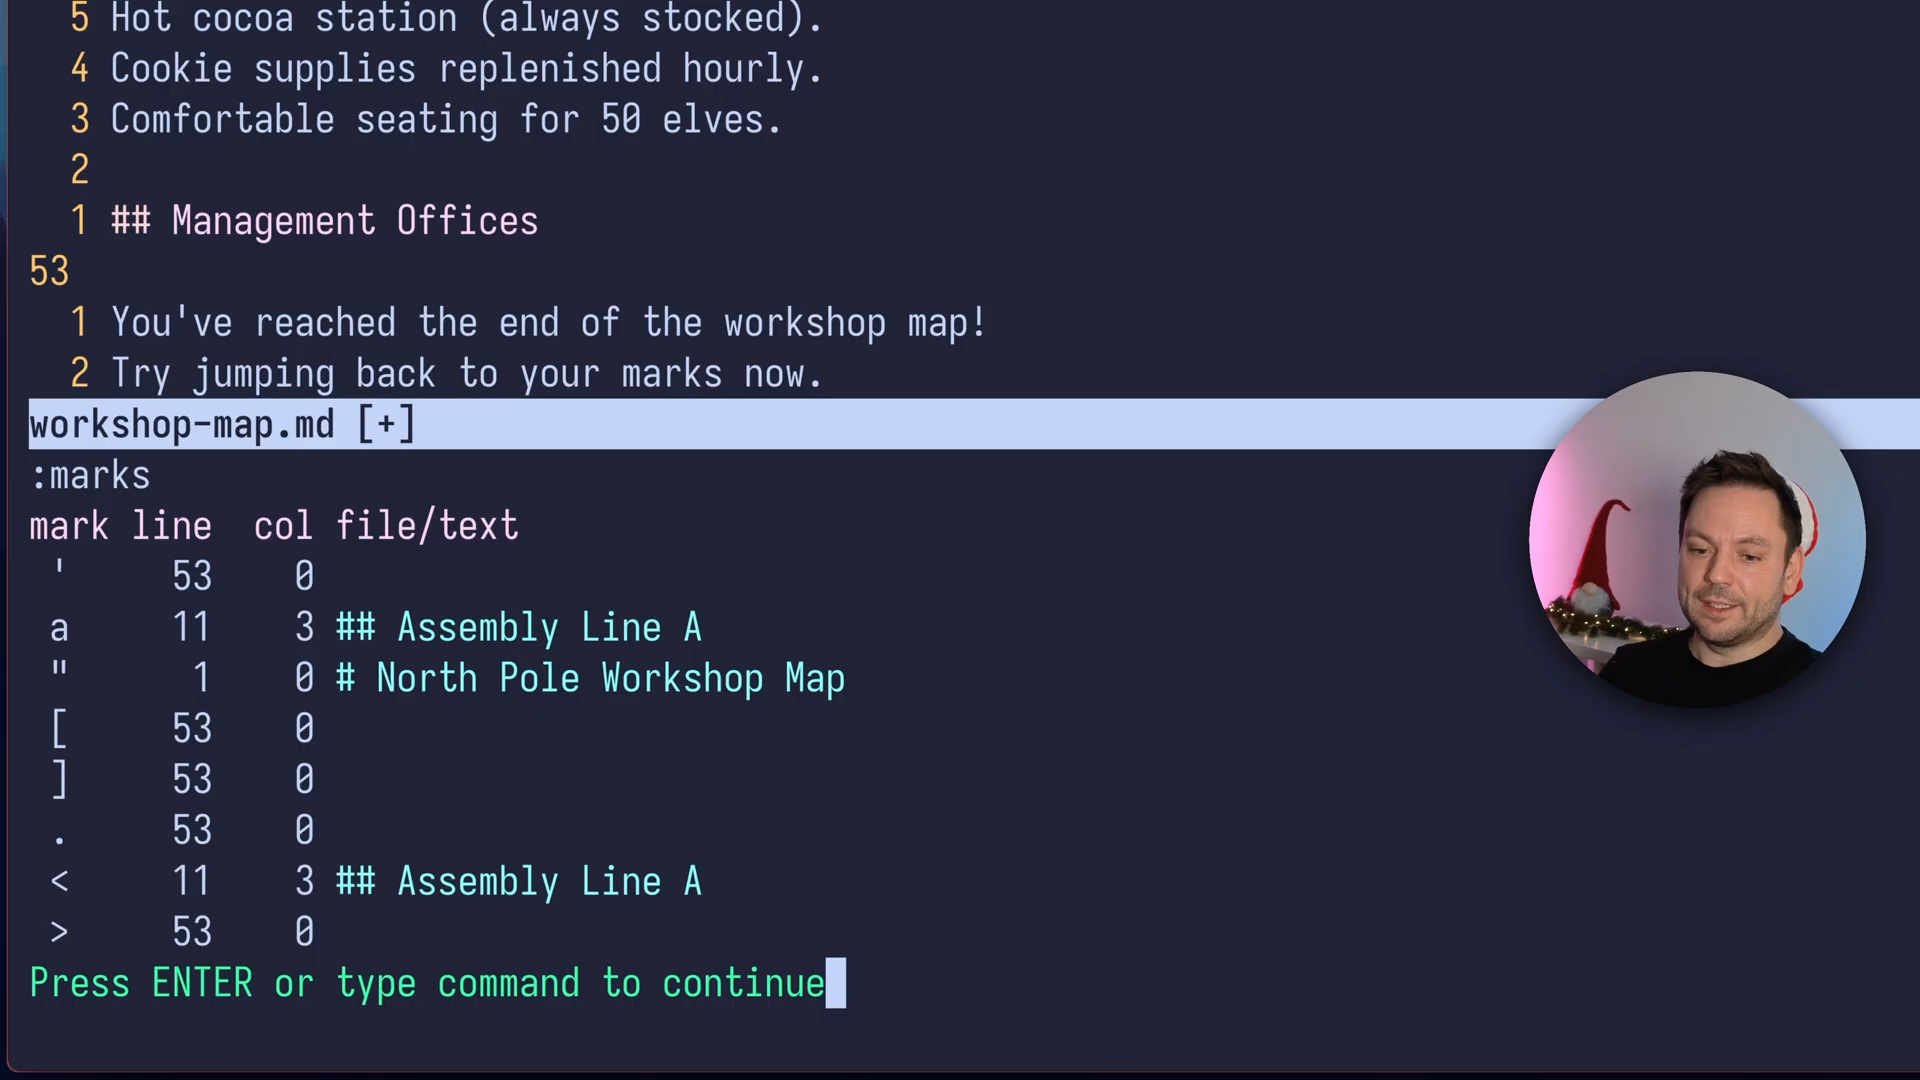 5 Hot cocoa station (always stocked).
4 Cookie supplies replenished hourly.
3 Comfortable seating for 50 elves.
2
1 ## Management Offices
53
1 You've reached the end of the workshop map!
2 Try jumping back to your marks now.
workshop-map.md [+]
:marks
mark line  col file/text
'      53    0
a      11    3 ## Assembly Line A
"       1    0 # North Pole Workshop Map
[      53    0
]      53    0
.      53    0
<      11    3 ## Assembly Line A
>      53    0
Press ENTER or type command to continue